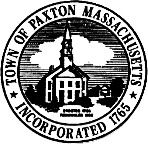 TOWN OF PAXTON MASSACHUSETTS
INCORPORATED 1765